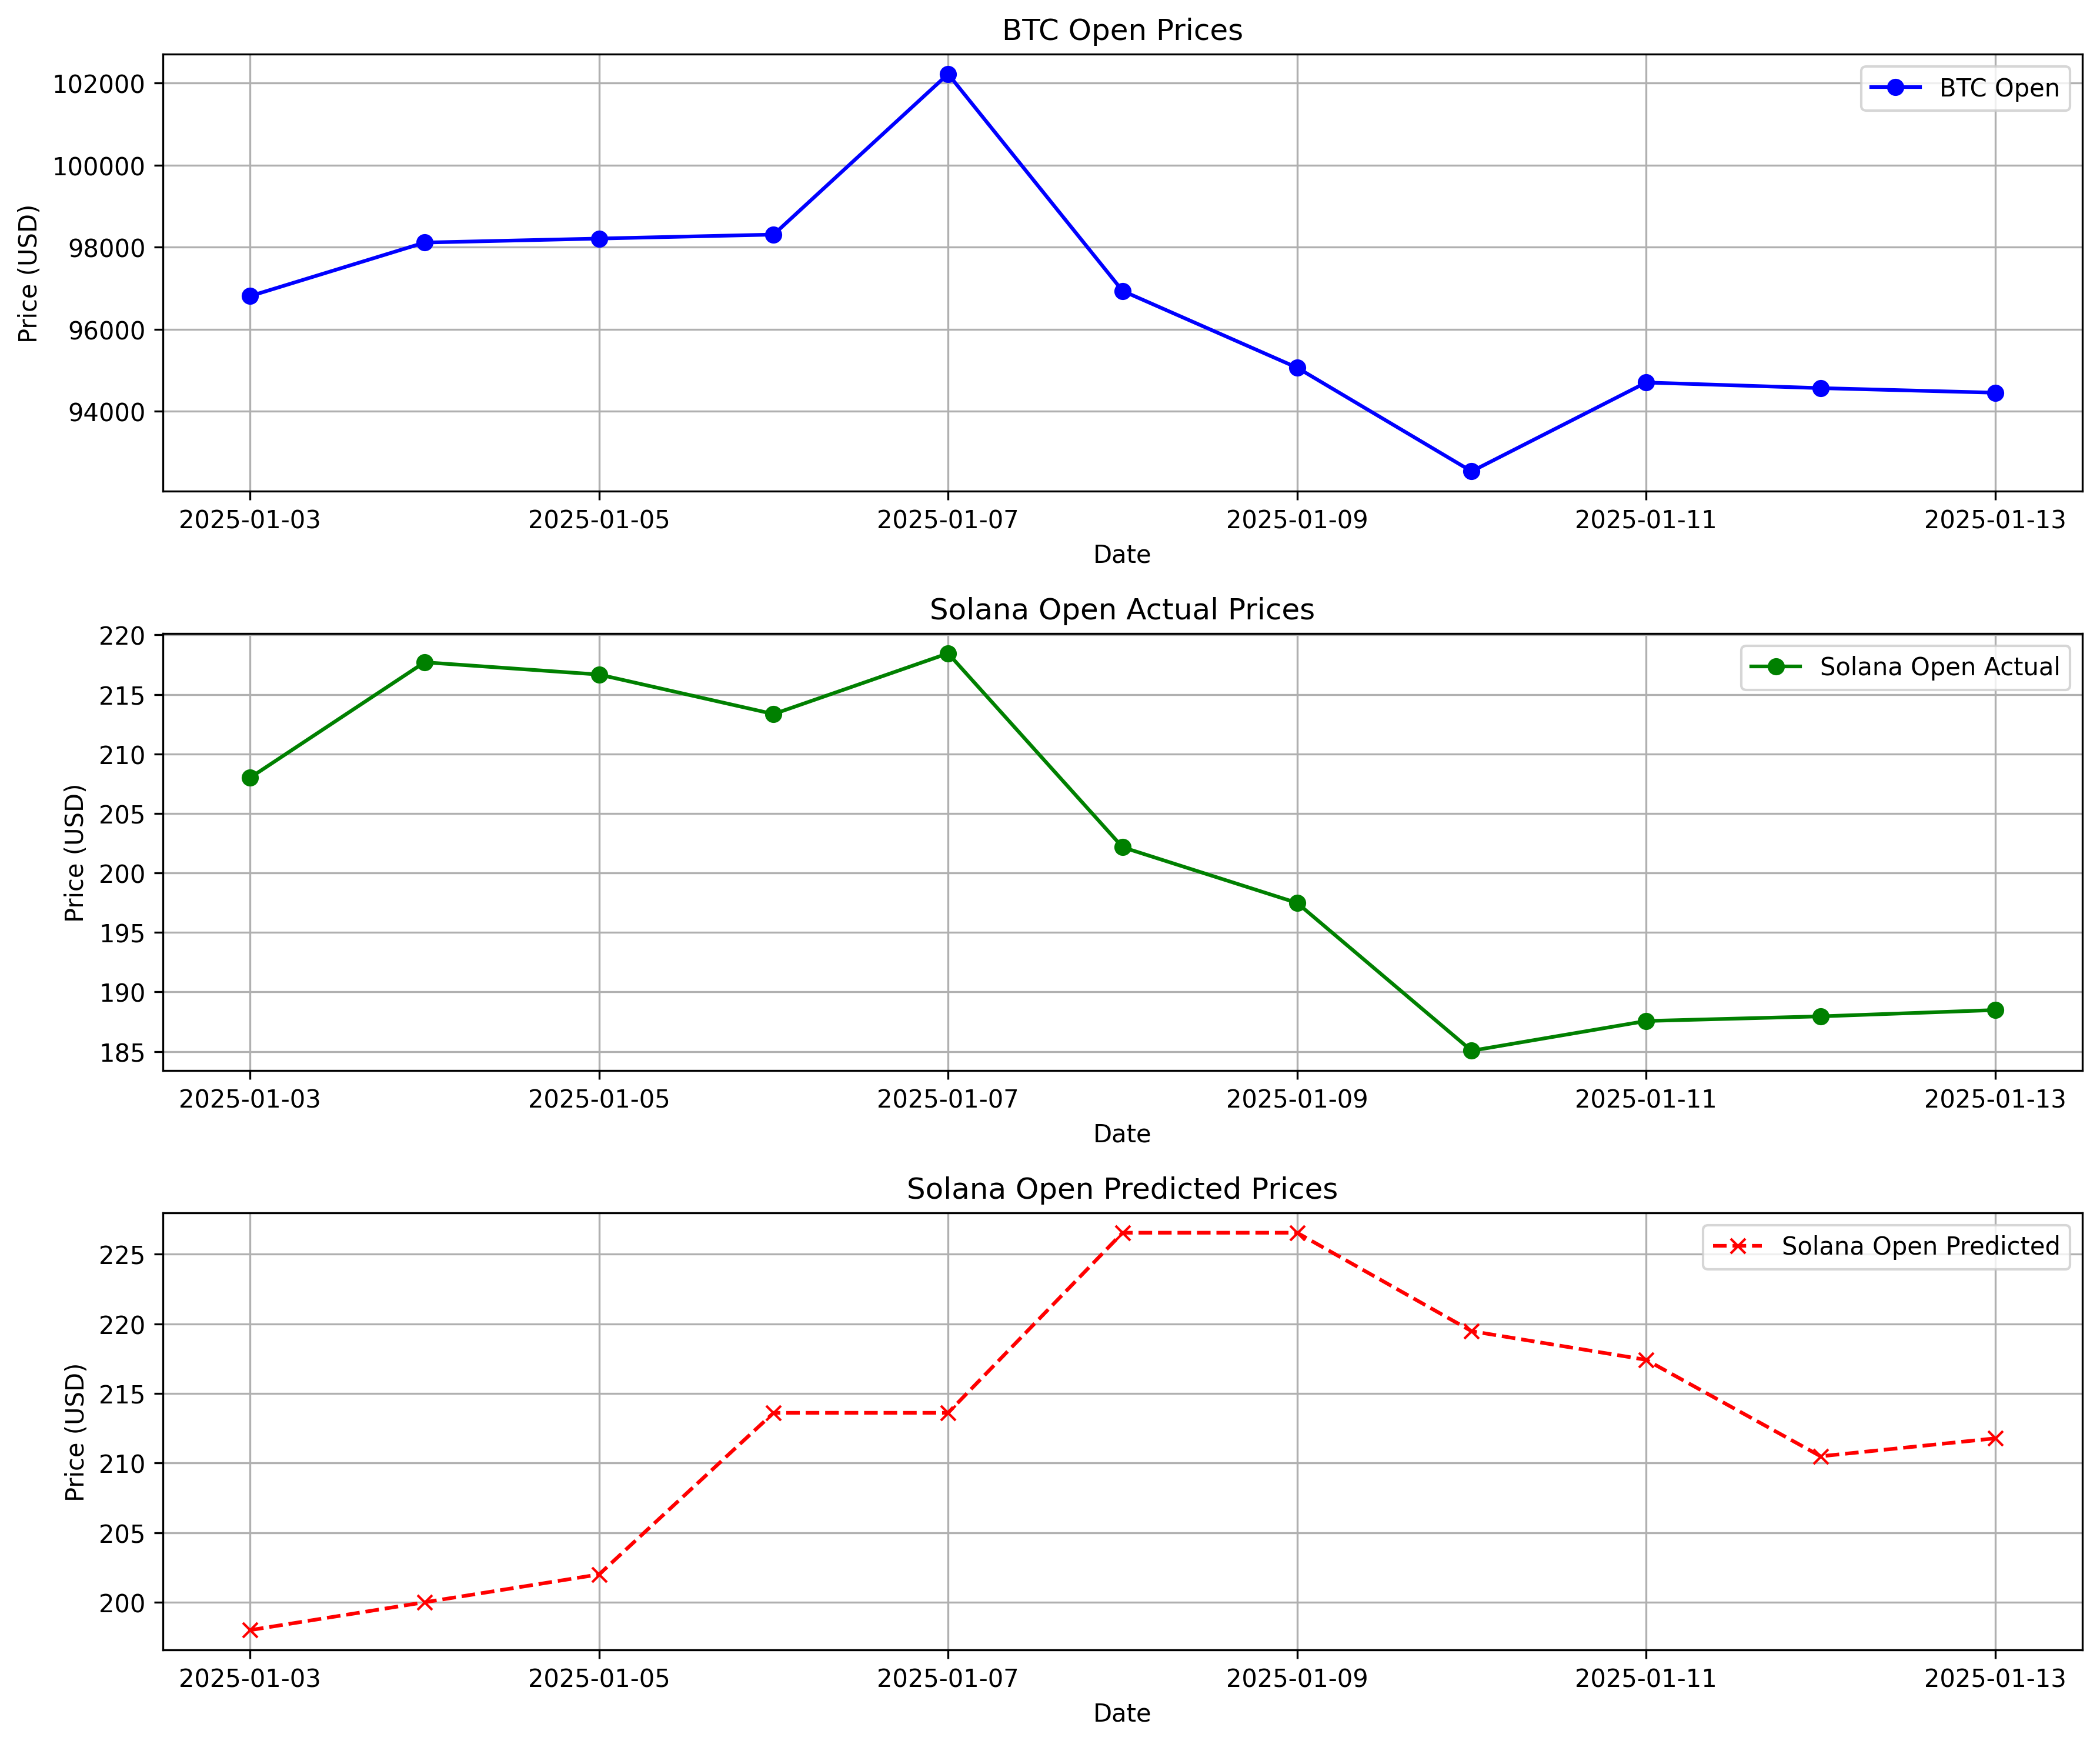 BTC Open Prices
BTC Open
102000
100000
98000
96000
94000
Price (USD)
2025-01-03 2025-01-05 2025-01-07 2025-01-09 2025-01-11 2025-01-13
Date
Solana Open Actual Prices
Solana Open Actual
220
215
210
205
200
195
190
185
Price (USD)
2025-01-03 2025-01-05 2025-01-07 2025-01-09 2025-01-11 2025-01-13
Date
Solana Open Predicted Prices
Solana Open Predicted
225
220
215
210
205
200
Price (USD)
2025-01-03 2025-01-05 2025-01-07 2025-01-09 2025-01-11 2025-01-13
Date